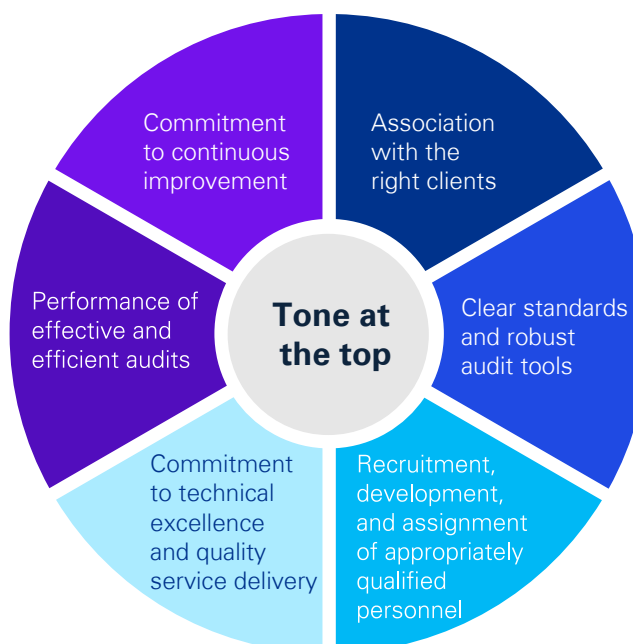 Commitment
to continuous
improvement
Association
with the
right clients
Performance of
effective and
efficient audits
Tone at
the top
Clear standards
and robust
audit tools
Commitment
to technical
excellence
and quality
service delivery
Recruitment,
development,
and assignment
of appropriately
qualified
personnel